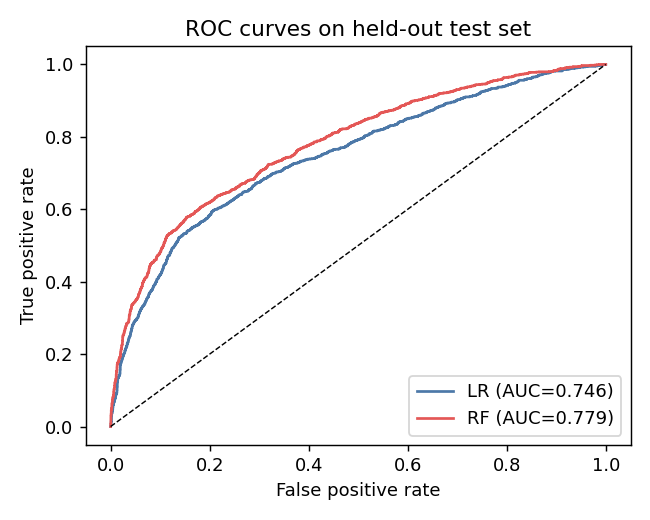 ROC curves on held-out test set
1.0
0.8
0.6
0.4
0.2
0.0
True positive rate
LR (AUC=0.746)
RF (AUC=0.779)
0.0 0.2 0.4 0.6 0.8 1.0
False positive rate